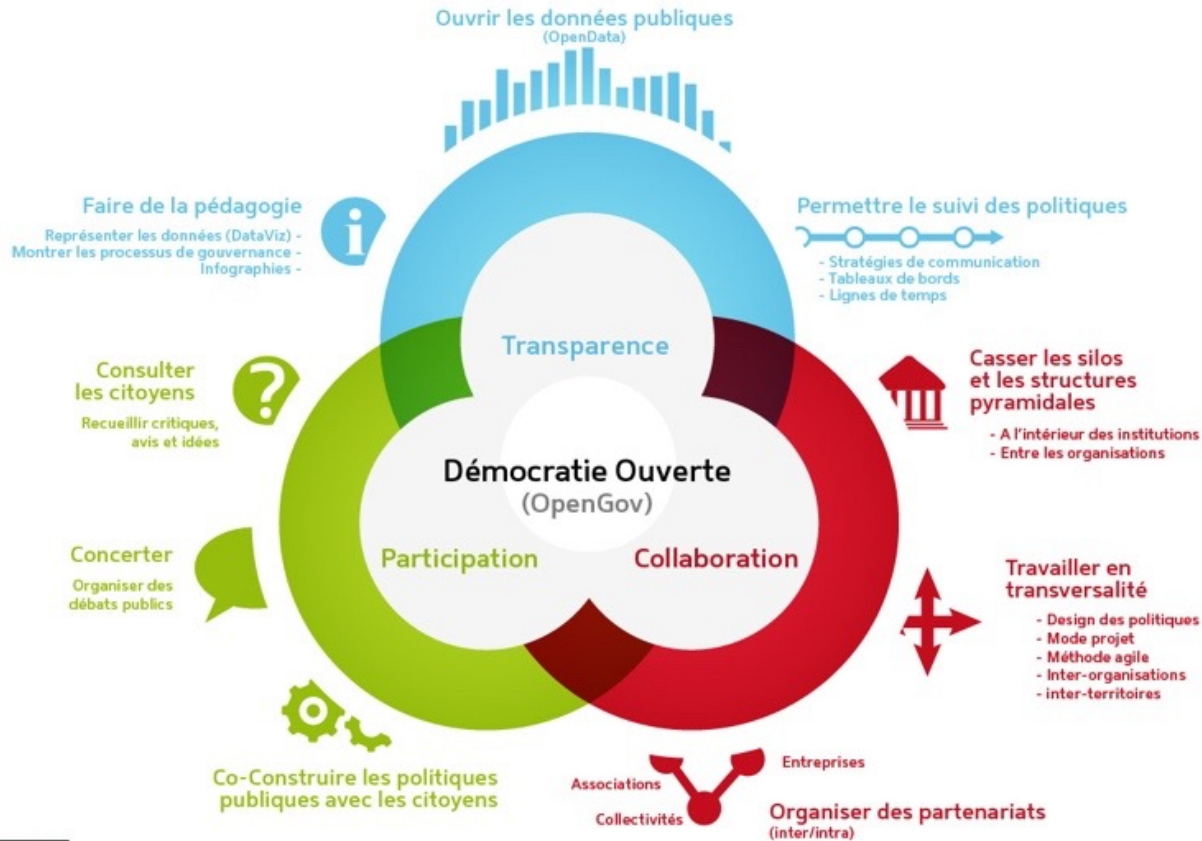 Ouvrir les données publiques
(OpenData)
Faire de la pédagogie
Représenter les données (DataViz) -
Montrer les processus de gouvernance -
Infographies -
Permettre le suivi des politiques
- Stratégies de communication
- Tableaux de bords
- Lignes de temps
Transparence
Consulter
les citoyens
Recueillir critiques,
avis et idées
Casser les silos
et les structures
pyramidales
- A l'intérieur des institutions
- Entre les organisations
Démocratie Ouverte
(OpenGov)
Participation
Collaboration
Concerter
Organiser des
débats publics
Travailler en
transversalité
- Design des politiques
- Mode projet
- Méthode agile
- Inter-organisations
- inter-territoires
Co-Construire les politiques
publiques avec les citoyens
Associations
Entreprises
Collectivités
Organiser des partenariats
(inter/intra)